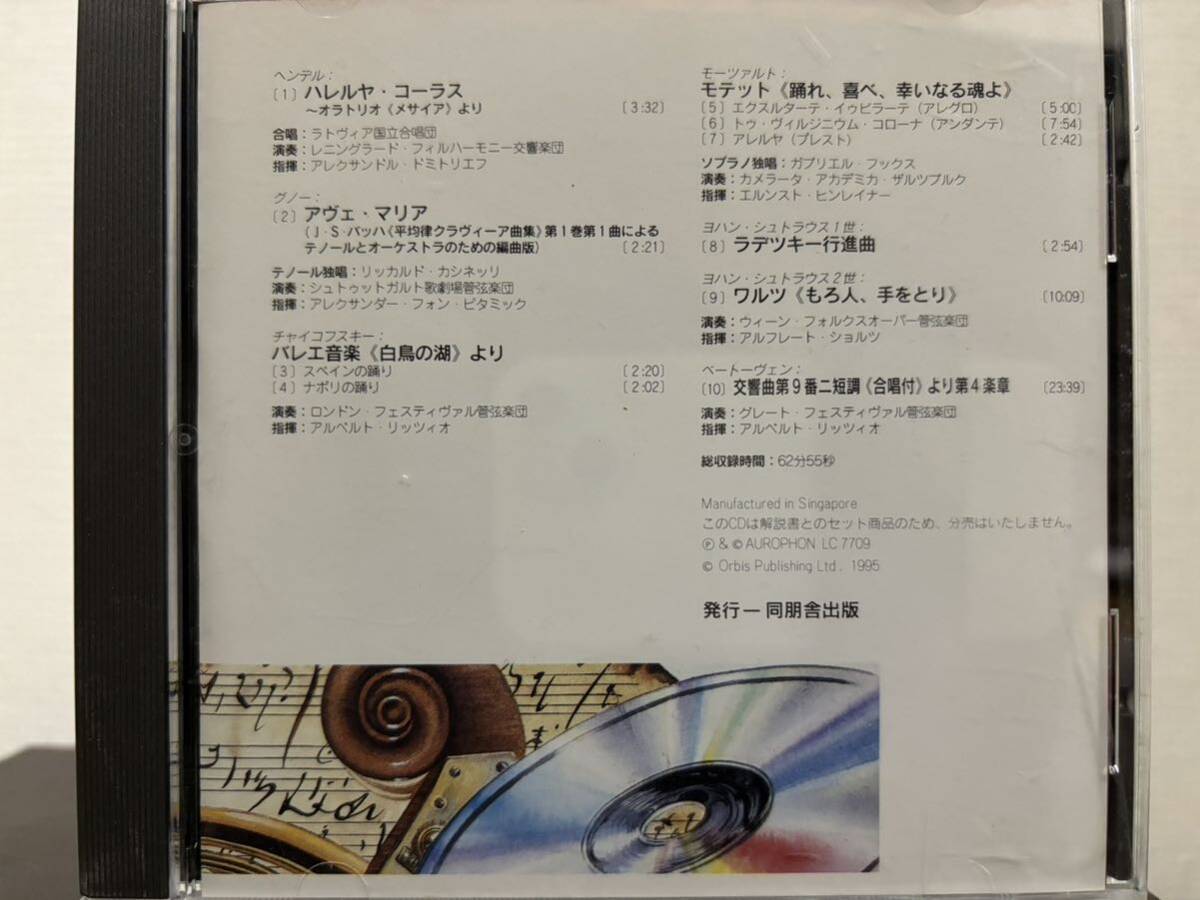 ヘンデル:
〔1〕ハレルヤ・コーラス
〜オラトリオ《メサイア》より 〔3:32〕
合唱:ラトヴィア国立合唱団
演奏:レニングラード・フィルハーモニー交響楽団
指揮:アレクサンドル・ドミトリエフ
グノー:
〔2〕アヴェ・マリア
(J・S・バッハ《平均律クラヴィーア曲集》第1巻第1曲による
テノールとオーケストラのための編曲版) 〔2:21〕
テノール独唱:リッカルド・カシネッリ
演奏:シュトゥットガルト歌劇場管弦楽団
指揮:アレクサンダー・フォン・ピタミック
チャイコフスキー:
バレエ音楽《白鳥の湖》より
〔3〕スペインの踊り 〔2:20〕
〔4〕ナポリの踊り 〔2:02〕
演奏:ロンドン・フェスティヴァル管弦楽団
指揮:アルベルト・リッツィオ
モーツァルト:
モテット《踊れ、喜べ、幸いなる魂よ》
〔5〕エクスルターテ・イゥビラーテ(アレグロ) 〔5:00〕
〔6〕トゥ・ヴィルジニウム・コローナ(アンダンテ) 〔7:54〕
〔7〕アレルヤ(プレスト) 〔2:42〕
ソプラノ独唱:ガブリエル・フックス
演奏:カメラータ・アカデミカ・ザルツブルク
指揮:エルンスト・ヒンレイナー
ヨハン・シュトラウス1世:
〔8〕ラデツキー行進曲 〔2:54〕
ヨハン・シュトラウス2世:
〔9〕ワルツ《もろ人、手をとり》 〔10:09〕
演奏:ウィーン・フォルクスオーパー管弦楽団
指揮:アルフレート・ショルツ
ベートーヴェン:
〔10〕交響曲第9番ニ短調《合唱付》より第4楽章 〔23:39〕
演奏:グレート・フェスティヴァル管弦楽団
指揮:アルベルト・リッツィオ
総収録時間:62分55秒
Manufactured in Singapore
このCDは解説書とのセット商品のため、分売はいたしません。
℗ & © AUROPHON LC 7709
© Orbis Publishing Ltd. 1995
発行―同朋舎出版